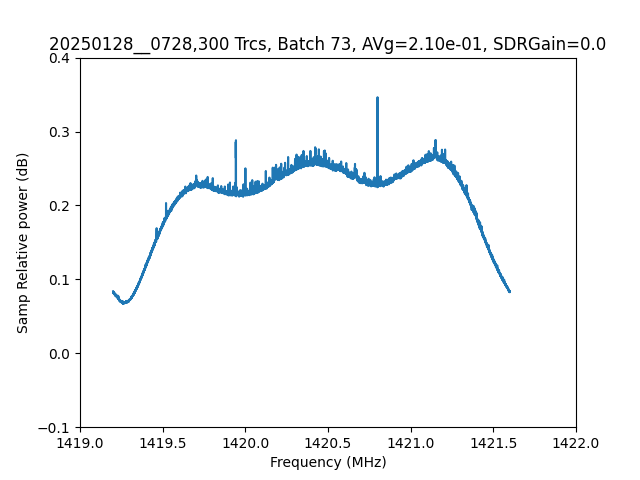 20250128__0728,300 Trcs, Batch 73, AVg=2.10e-01, SDRGain=0.0
0.4
0.3
0.2
0.1
0.0
−0.1
Samp Relative power (dB)
1419.0 1419.5 1420.0 1420.5 1421.0 1421.5 1422.0
Frequency (MHz)